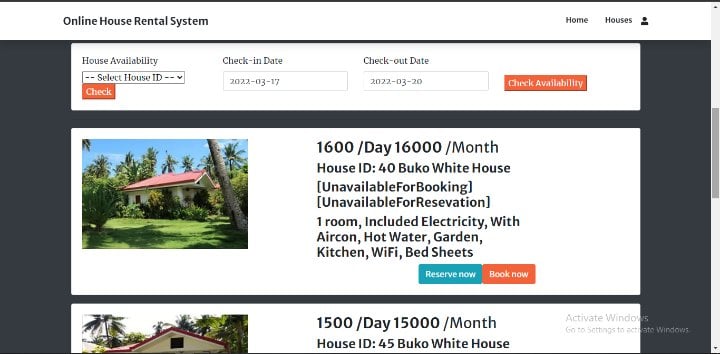 Online House Rental System
Home
Houses
House Availability
Check-in Date
Check-out Date
-- Select House ID --
2022-03-17
2022-03-20
Check Availability
Check
1600 /Day 16000 /Month
House ID: 40 Buko White House
[UnavailableForBooking]
[UnavailableForResevation]
1 room, Included Electricity, With
Aircon, Hot Water, Garden,
Kitchen, WiFi, Bed Sheets
Reserve now
Book now
1500 /Day 15000 /Month
House ID: 45 Buko White House
Activate Windows
Go to Settings to activate Windows.